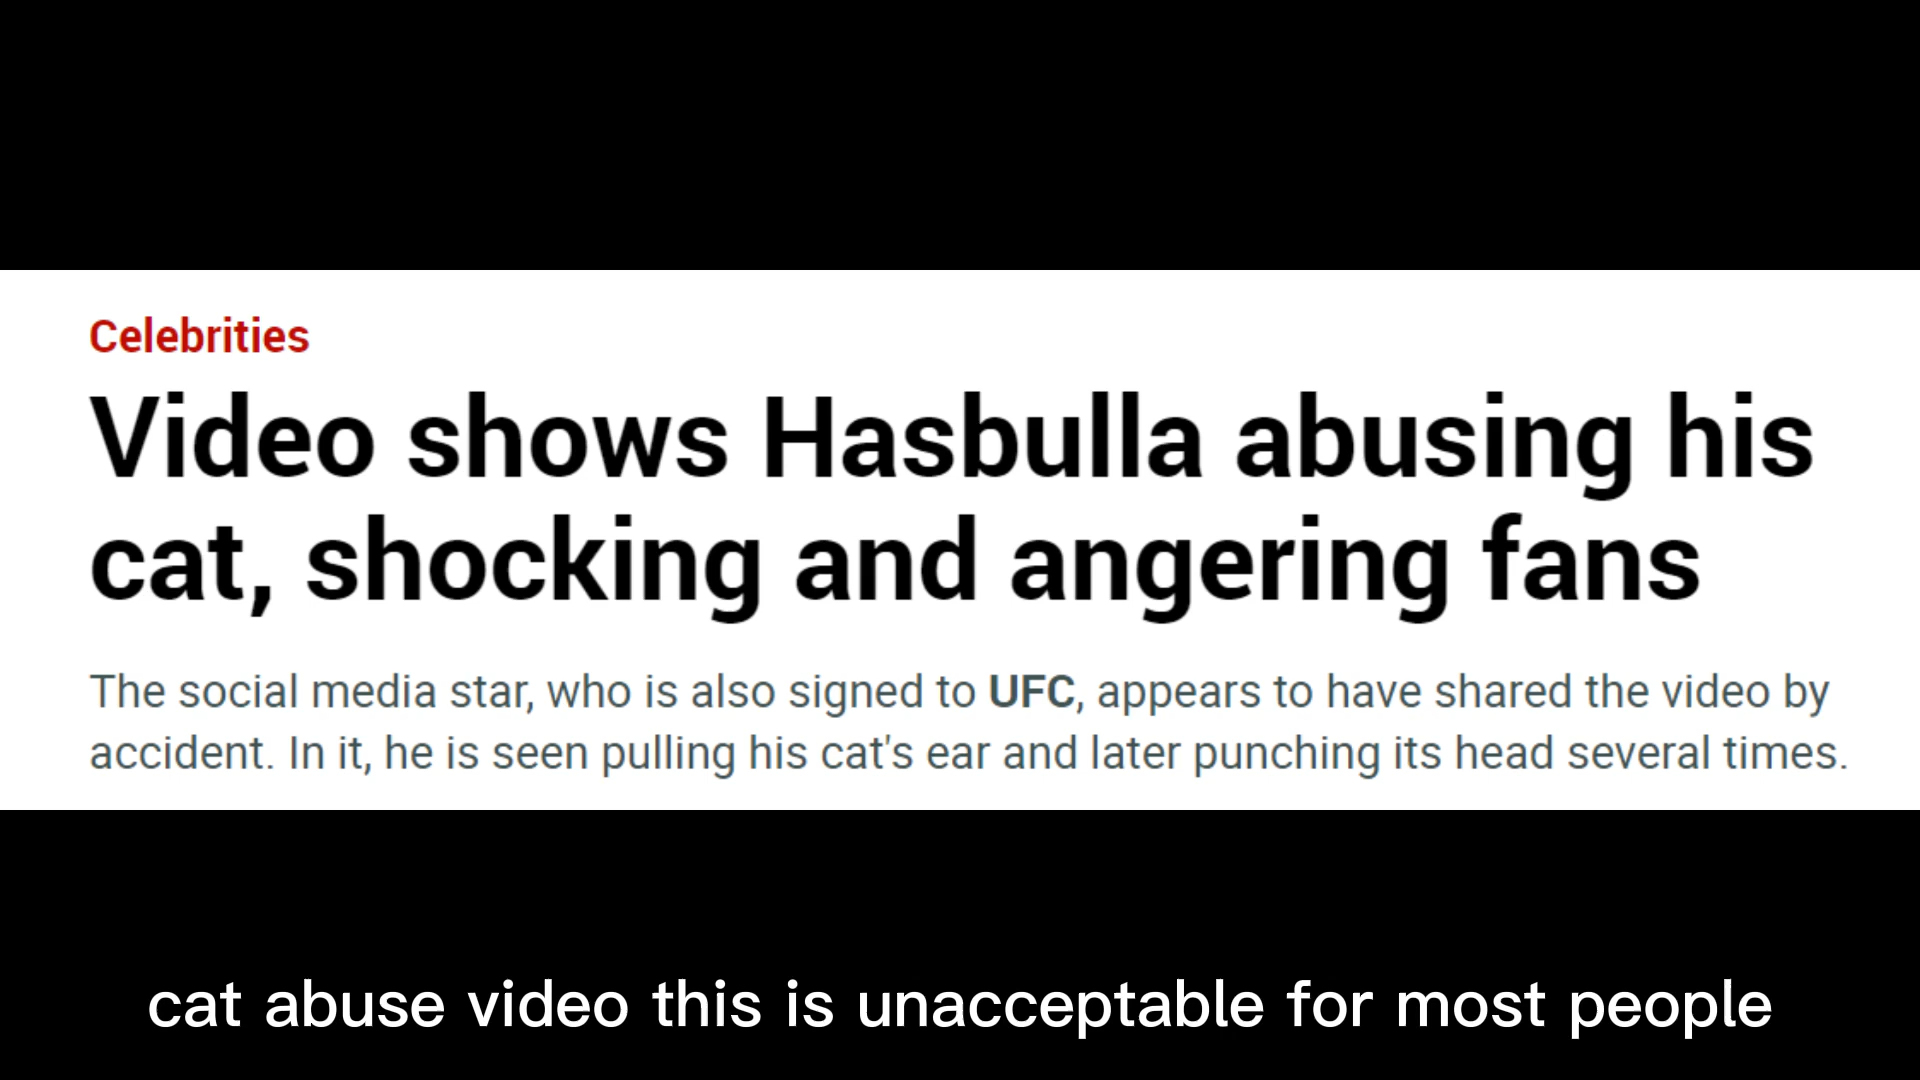 Celebrities
Video shows Hasbulla abusing his
cat, shocking and angering fans
The social media star, who is also signed to UFC, appears to have shared the video by
accident. In it, he is seen pulling his cat's ear and later punching its head several times.
cat abuse video this is unacceptable for most people